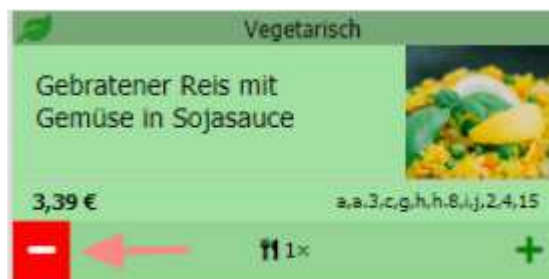 Vegetarisch
Gebratener Reis mit
Gemüse in Sojasauce
3,39 €
a,a.3,c,g,h,h.8,i,j,2,4,15
1×